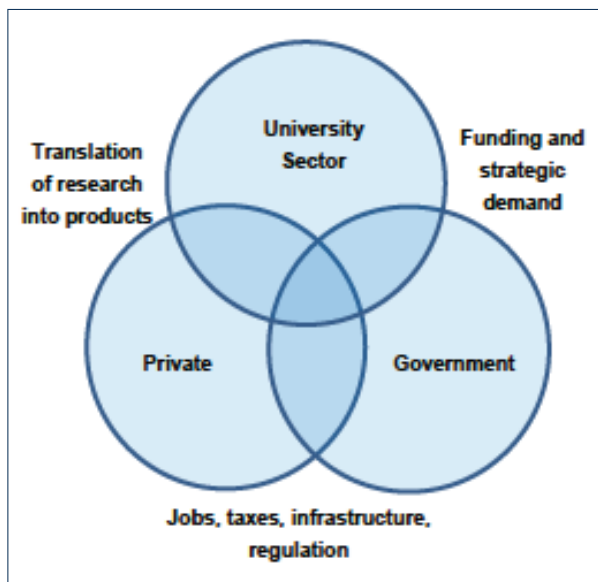 University
Sector
Translation
of research
into products
Funding and
strategic
demand
Private
Government
Jobs, taxes, infrastructure,
regulation